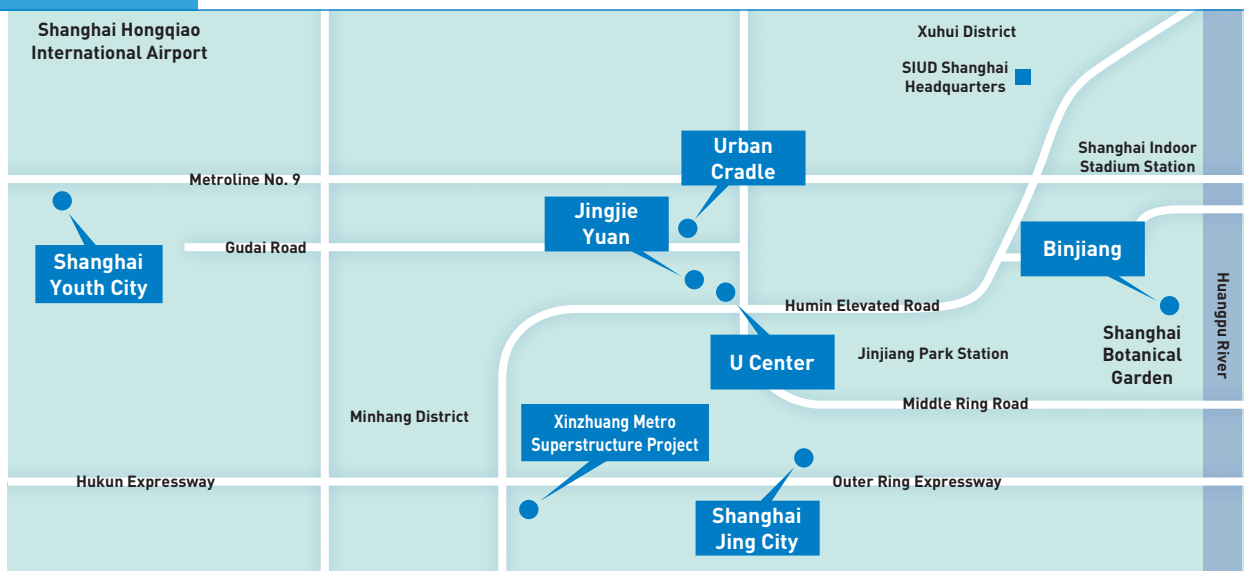 Shanghai Hongqiao
International Airport
Xuhui District
SIUD Shanghai
Headquarters
Urban
Cradle
Shanghai Indoor
Stadium Station
Metroline No. 9
Jingjie
Yuan
Gudai Road
Shanghai
Youth City
Binjiang
Humin Elevated Road
Huangpu River
Shanghai
Botanical
Garden
U Center
Jinjiang Park Station
Minhang District
Middle Ring Road
Xinzhuang Metro
Superstructure Project
Hukun Expressway
Outer Ring Expressway
Shanghai
Jing City